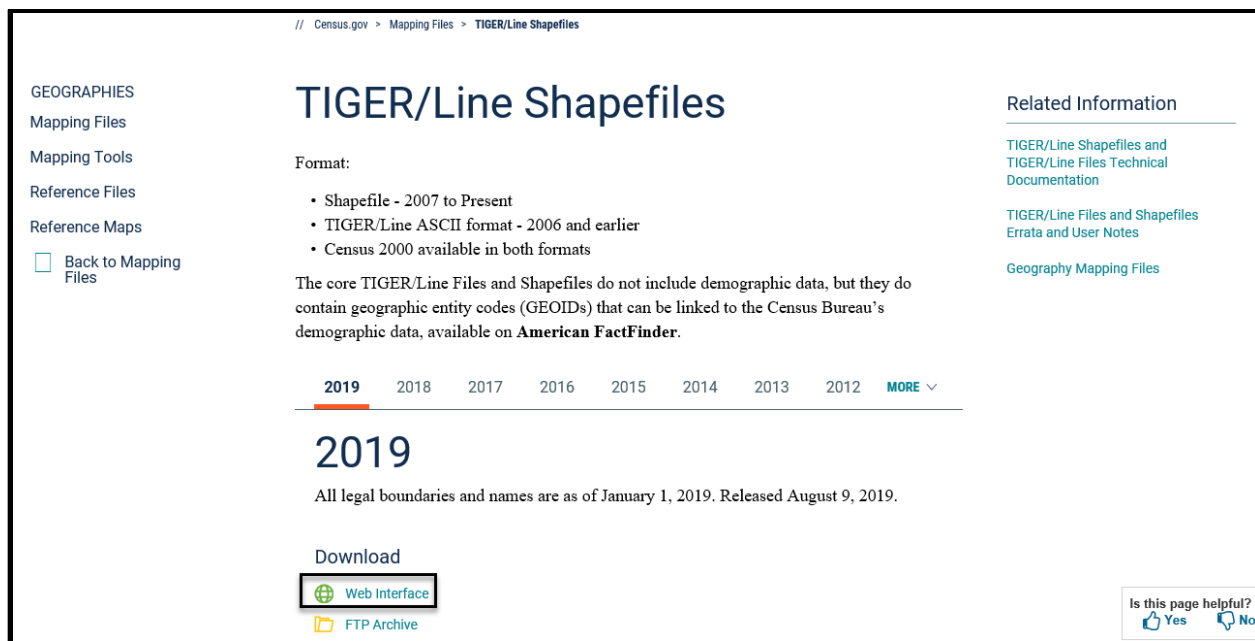 // Census.gov > Mapping Files > TIGER/Line Shapefiles
GEOGRAPHIES
Mapping Files
Mapping Tools
Reference Files
Reference Maps
Back to Mapping
Files
TIGER/Line Shapefiles
Format:
• Shapefile - 2007 to Present
• TIGER/Line ASCII format - 2006 and earlier
• Census 2000 available in both formats
The core TIGER/Line Files and Shapefiles do not include demographic data, but they do
contain geographic entity codes (GEOIDs) that can be linked to the Census Bureau’s
demographic data, available on American FactFinder.
2019 2018 2017 2016 2015 2014 2013 2012 MORE
2019
All legal boundaries and names are as of January 1, 2019. Released August 9, 2019.
Download
Web Interface
FTP Archive
Related Information
TIGER/Line Shapefiles and
TIGER/Line Files Technical
Documentation
TIGER/Line Files and Shapefiles
Errata and User Notes
Geography Mapping Files
Is this page helpful?
Yes No